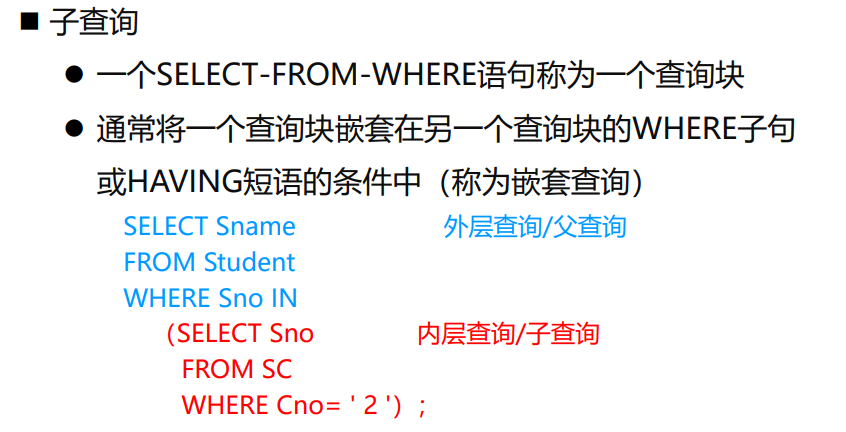 ■ 子查询
● 一个SELECT-FROM-WHERE语句称为一个查询块
● 通常将一个查询块嵌套在另一个查询块的WHERE子句
或HAVING短语的条件中（称为嵌套查询）
SELECT Sname 外层查询/父查询
FROM Student
WHERE Sno IN
（SELECT Sno 内层查询/子查询
FROM SC
WHERE Cno= ' 2 '）；